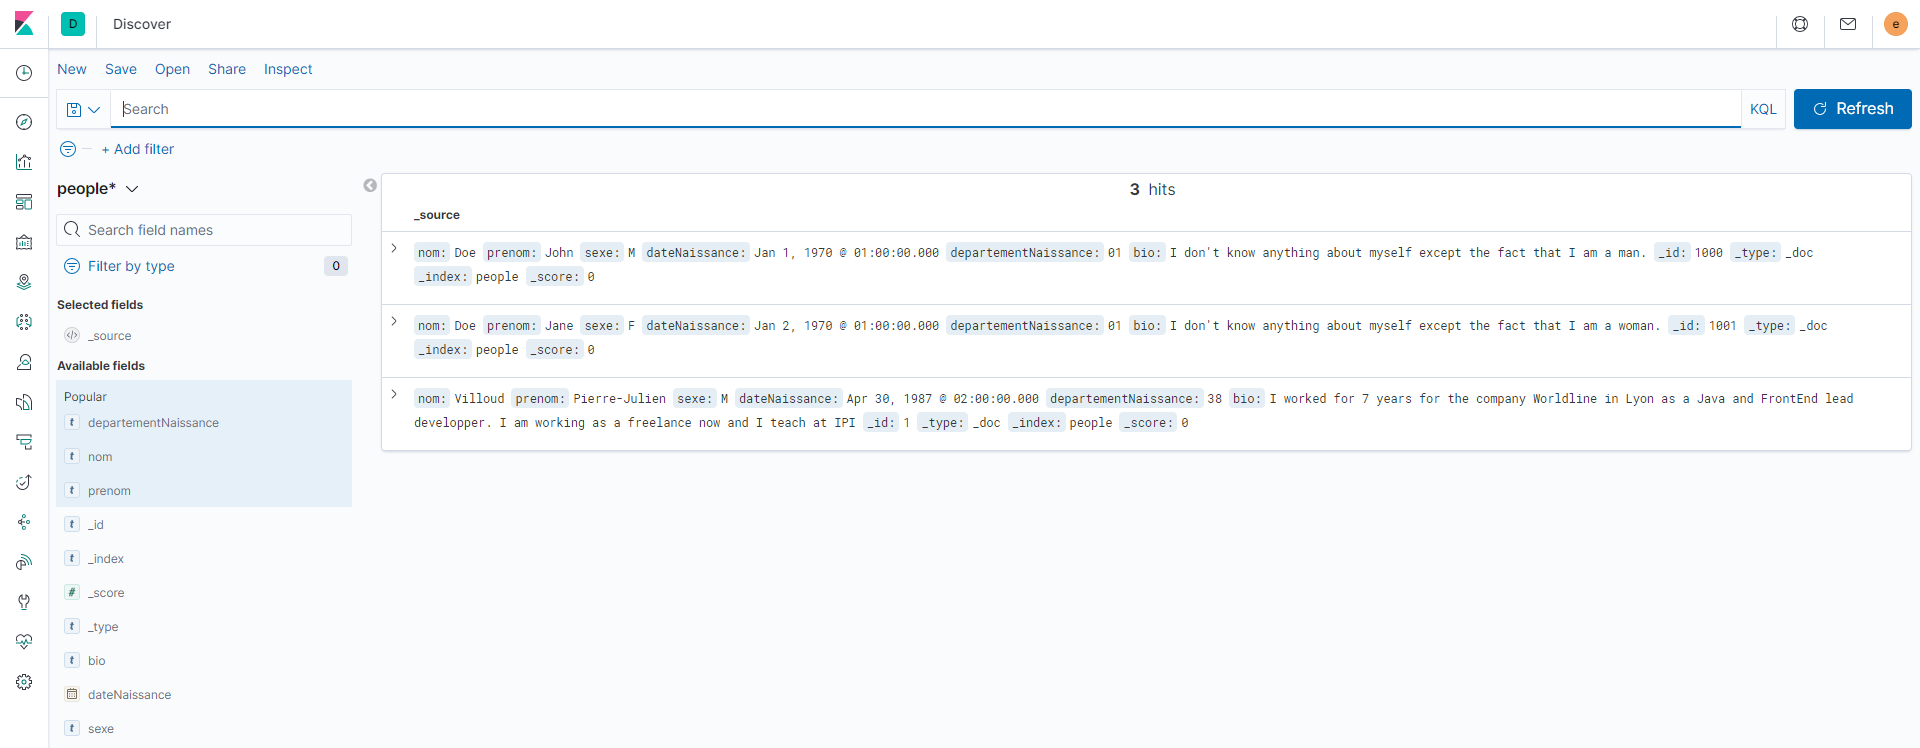 D Discover e
New Save Open Share Inspect
Search KQL Refresh
+ Add filter
people*
Search field names
Filter by type 0
Selected fields
_source
Available fields
Popular
departementNaissance
nom
prenom
_id
_index
_score
_type
bio
dateNaissance
sexe
3 hits
_source
nom: Doe prenom: John sexe: M dateNaissance: Jan 1, 1970 @ 01:00:00.000 departementNaissance: 01 bio: I don't know anything about myself except the fact that I am a man. _id: 1000 _type: _doc
_index: people _score: 0
nom: Doe prenom: Jane sexe: F dateNaissance: Jan 2, 1970 @ 01:00:00.000 departementNaissance: 01 bio: I don't know anything about myself except the fact that I am a woman. _id: 1001 _type: _doc
_index: people _score: 0
nom: Villoud prenom: Pierre-Julien sexe: M dateNaissance: Apr 30, 1987 @ 02:00:00.000 departementNaissance: 38 bio: I worked for 7 years for the company Worldline in Lyon as a Java and FrontEnd lead
developper. I am working as a freelance now and I teach at IPI _id: 1 _type: _doc _index: people _score: 0